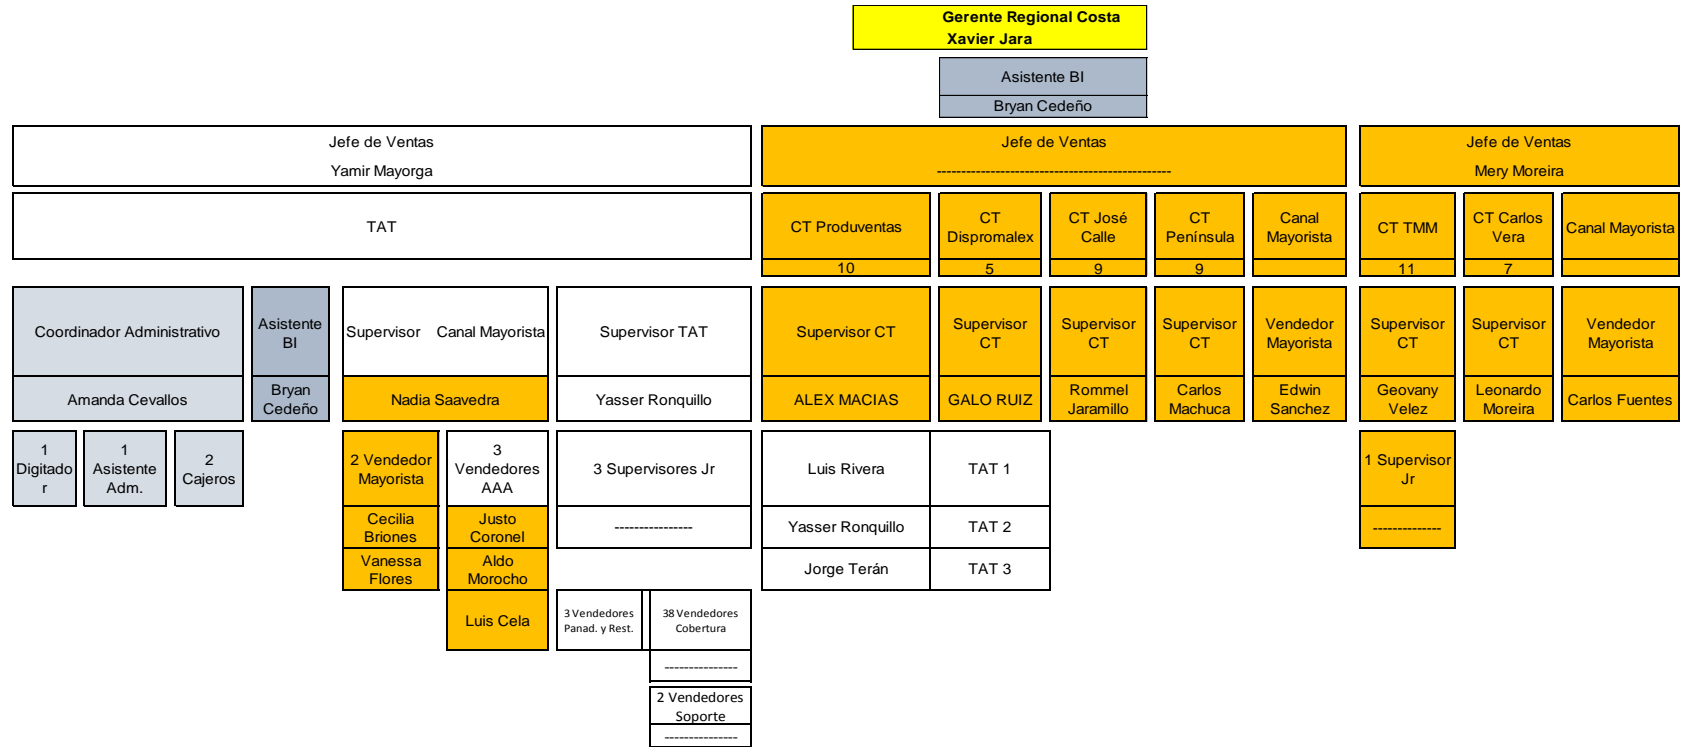 Gerente Regional Costa
Xavier Jara
Asistente BI
Bryan Cedeño
Jefe de Ventas
Yamir Mayorga
Jefe de Ventas
------------------------------------------------
Jefe de Ventas
Mery Moreira
TAT
CT Produventas
10
CT
Dispromalex
5
CT José
Calle
9
CT
Península
9
Canal
Mayorista
CT TMM
11
CT Carlos
Vera
7
Canal Mayorista
Coordinador Administrativo
Amanda Cevallos
Asistente
BI
Bryan
Cedeño
Supervisor    Canal Mayorista
Nadia Saavedra
Supervisor TAT
Yasser Ronquillo
Supervisor CT
ALEX MACIAS
Supervisor
CT
GALO RUIZ
Supervisor
CT
Rommel
Jaramillo
Supervisor
CT
Carlos
Machuca
Vendedor
Mayorista
Edwin
Sanchez
Supervisor
CT
Geovany
Velez
Supervisor
CT
Leonardo
Moreira
Vendedor
Mayorista
Carlos Fuentes
1
Digitado
r
1
Asistente
Adm.
2
Cajeros
2 Vendedor
Mayorista
Cecilia
Briones
Vanessa
Flores
3
Vendedores
AAA
Justo
Coronel
Aldo
Morocho
Luis Cela
3 Supervisores Jr
----------------
Luis Rivera
TAT 1
Yasser Ronquillo
TAT 2
Jorge Terán
TAT 3
1 Supervisor
Jr
--------------
3 Vendedores
Panad. y Rest.
38 Vendedores
Cobertura
---------------
2 Vendedores
Soporte
---------------